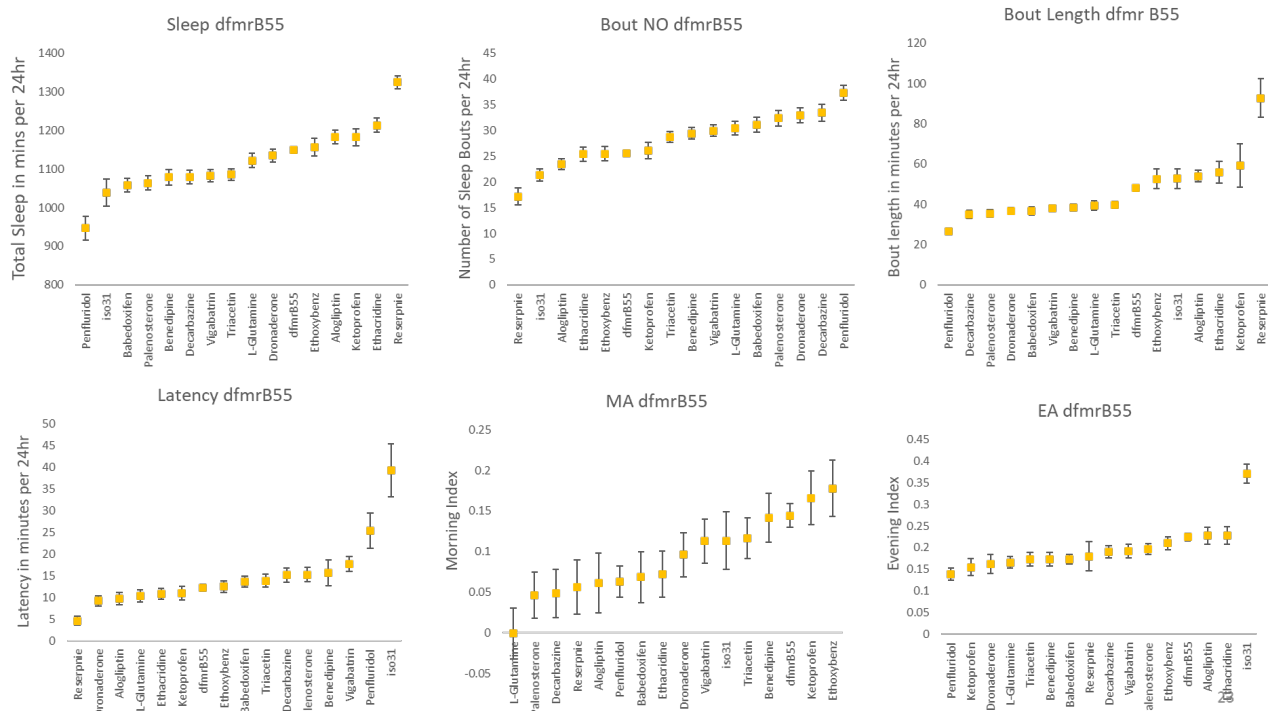 Sleep dfmrB55
Total Sleep in mins per 24hr
1400
1300
1200
1100
1000
900
800
Penfluridol
iso31
Babedoxifen
Palenosterone
Benedipine
Decarbazine
Vigabatrin
Triacetin
L-Glutamine
Dronaderone
dfmrB55
Ethoxybenz
Alogliptin
Ketoprofen
Ethacridine
Reserpnie
Bout NO dfmrB55
Number of Sleep Bouts per 24hr
45
40
35
30
25
20
15
10
5
0
Reserpnie
iso31
Alogliptin
Ethacridine
Ethoxybenz
dfmrB55
Ketoprofen
Triacetin
Benedipine
Vigabatrin
L-Glutamine
Babedoxifen
Palenosterone
Dronaderone
Decarbazine
Penfluridol
Bout Length dfmr B55
Bout length in minutes per 24hr
120
100
80
60
40
20
0
Penfluridol
Decarbazine
Palenosterone
Dronaderone
Babedoxifen
Vigabatrin
Benedipine
L-Glutamine
Triacetin
dfmrB55
Ethoxybenz
iso31
Alogliptin
Ethacridine
Ketoprofen
Reserpnie
Latency dfmrB55
Latency in minutes per 24hr
50
45
40
35
30
25
20
15
10
5
0
Reserpnie
Dronaderone
Alogliptin
L-Glutamine
Ethacridine
Ketoprofen
dfmrB55
Ethoxybenz
Babedoxifen
Triacetin
Decarbazine
alenosterone
Benedipine
Vigabatrin
Penfluridol
iso31
MA dfmrB55
Morning Index
0.25
0.2
0.15
0.1
0.05
0
-0.05
L-Glutamine
Palenosterone
Decarbazine
Reserpnie
Alogliptin
Penfluridol
Babedoxifen
Ethacridine
Dronaderone
Vigabatrin
iso31
Triacetin
Benedipine
dfmrB55
Ketoprofen
Ethoxybenz
EA dfmrB55
Evening Index
0.45
0.4
0.35
0.3
0.25
0.2
0.15
0.1
0.05
0
Penfluridol
Ketoprofen
Dronaderone
L-Glutamine
Triacetin
Benedipine
Babedoxifen
Reserpnie
Decarbazine
Vigabatrin
Palenosterone
Ethoxybenz
dfmrB55
Alogliptin
Ethacridine
iso31